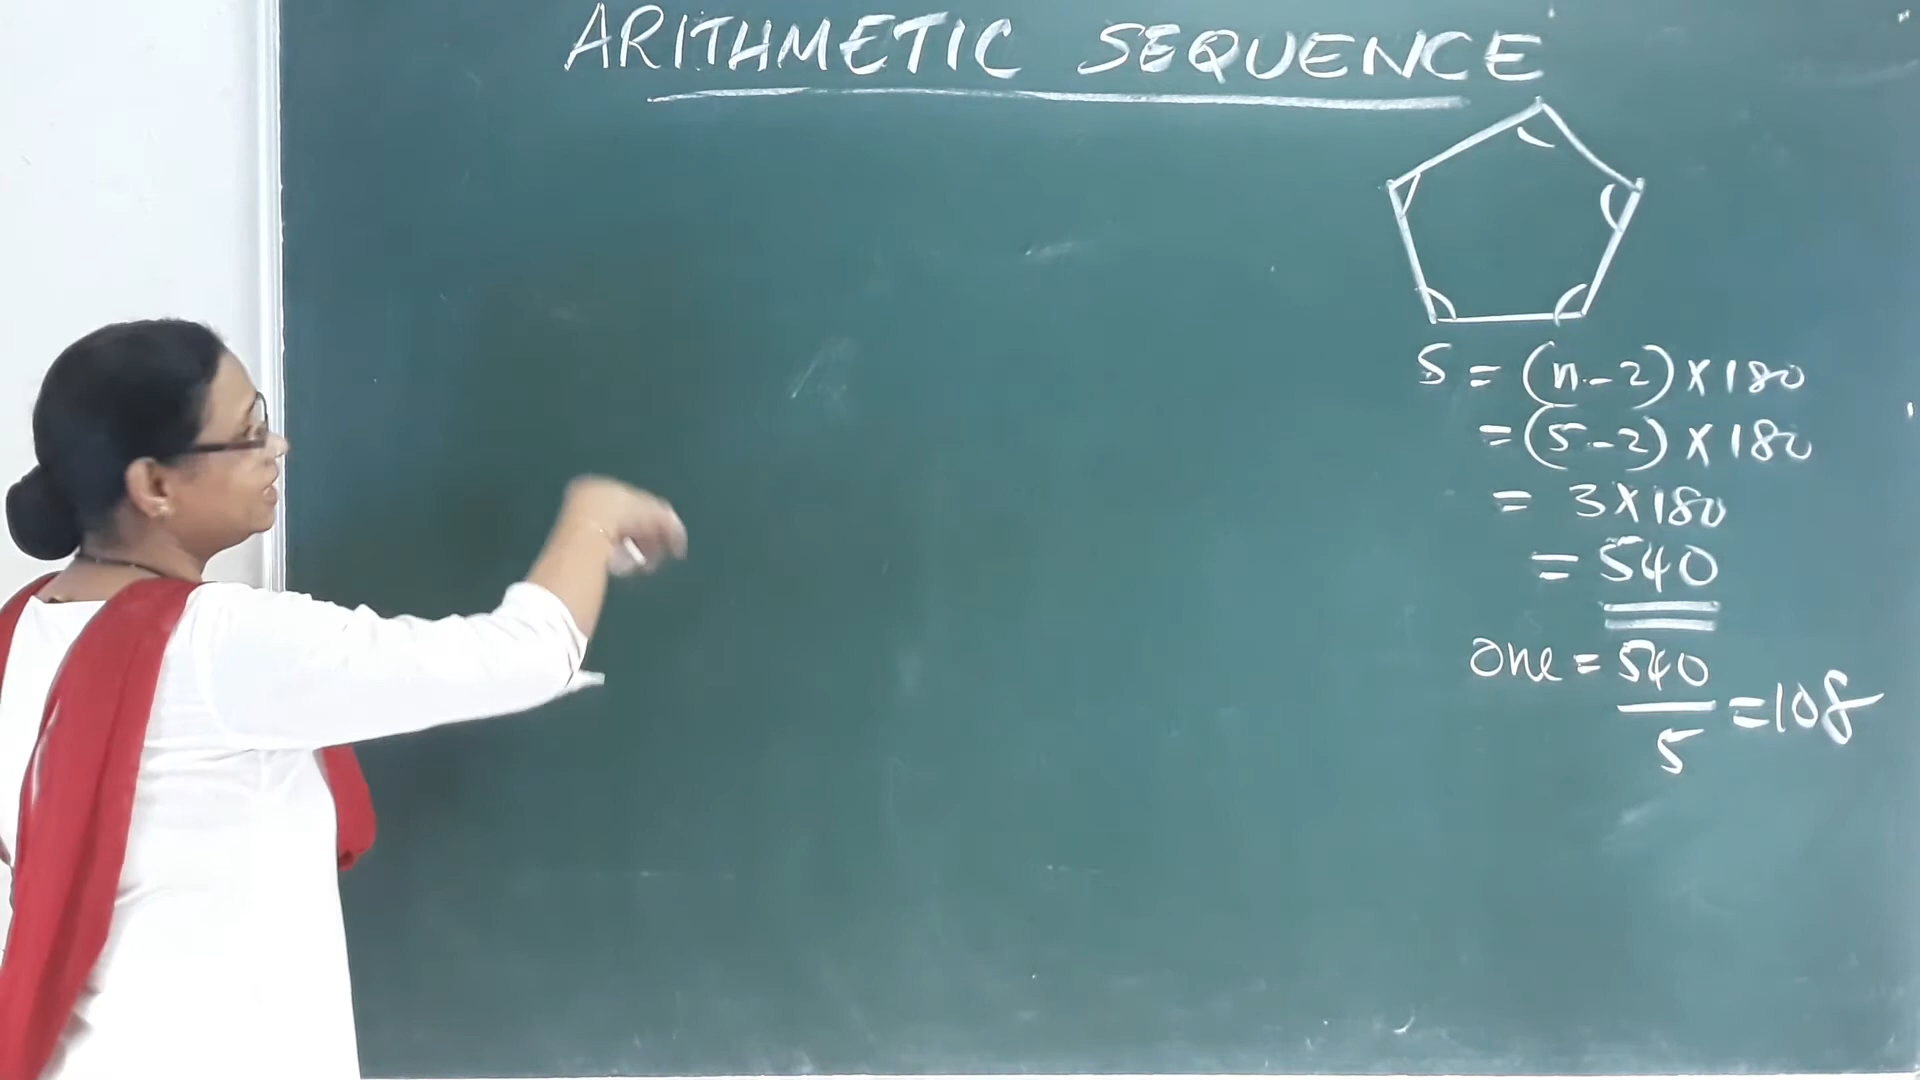 ARITHMETIC SEQUENCE
S = (n-2) × 180
= (5-2) × 180
= 3 × 180
= 540
one = 540/5 = 108